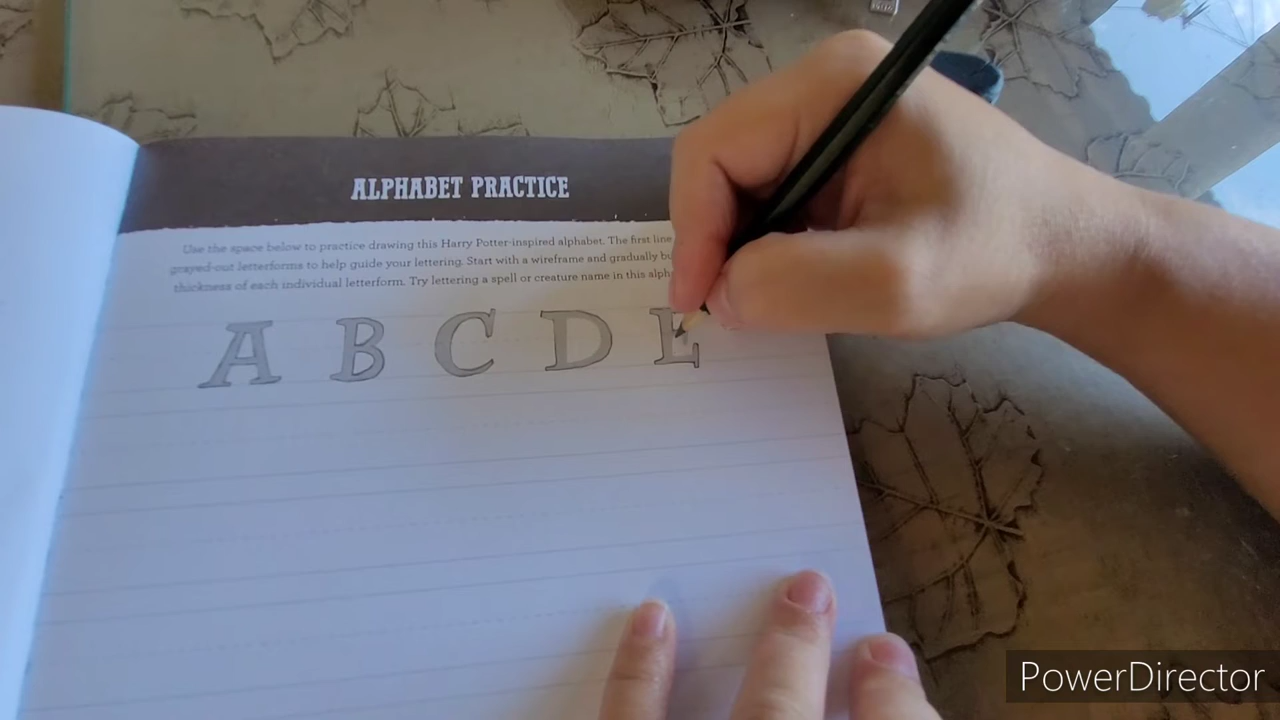 ALPHABET PRACTICE
Use the space below to practice drawing this Harry Potter-inspired alphabet. The first line
grayed-out letterforms to help guide your lettering. Start with a wireframe and gradually
thickness of each individual letterform. Try lettering a spell or creature name in this
A B C D E
PowerDirector